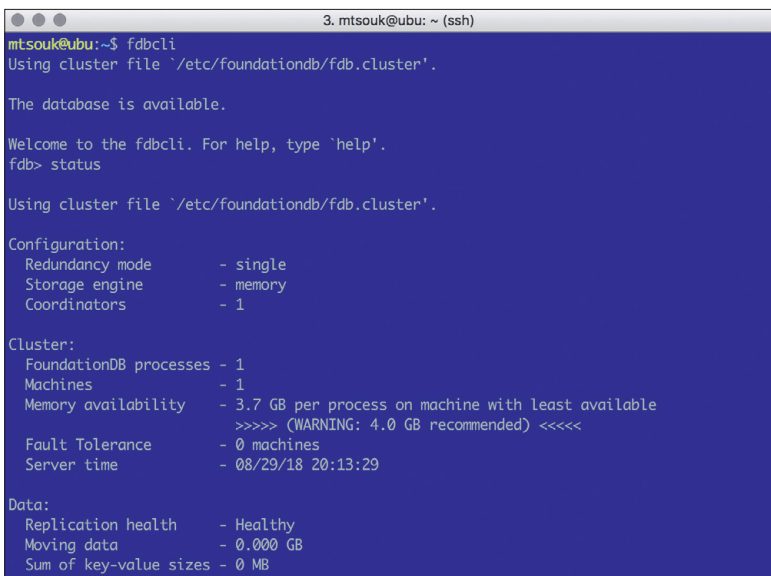 3. mtsouk@ubu: ~ (ssh)
mtsouk@ubu:~$ fdbcli
Using cluster file `/etc/foundationdb/fdb.cluster'.
The database is available.
Welcome to the fdbcli. For help, type `help'.
fdb> status
Using cluster file `/etc/foundationdb/fdb.cluster'.
Configuration:
  Redundancy mode        - single
  Storage engine         - memory
  Coordinators           - 1
Cluster:
  FoundationDB processes - 1
  Machines               - 1
  Memory availability    - 3.7 GB per process on machine with least available
                           >>>>> (WARNING: 4.0 GB recommended) <<<<<
  Fault Tolerance        - 0 machines
  Server time            - 08/29/18 20:13:29
Data:
  Replication health     - Healthy
  Moving data            - 0.000 GB
  Sum of key-value sizes - 0 MB